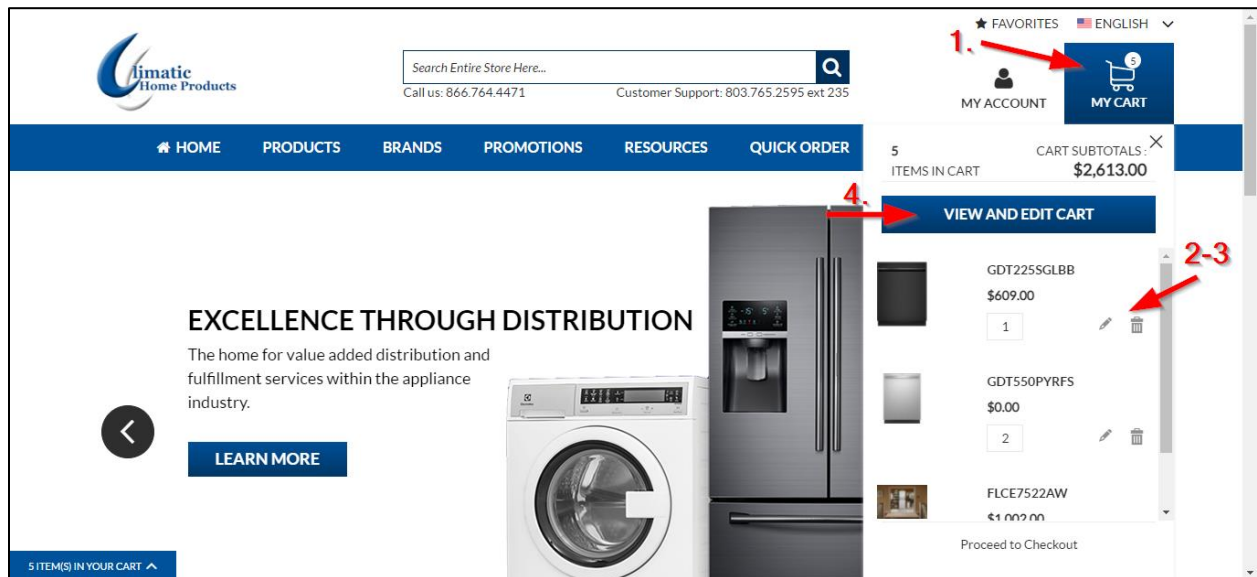 FAVORITES ENGLISH
1.
Climatic
Home Products
Search Entire Store Here...
Call us: 866.764.4471 Customer Support: 803.765.2595 ext 235
MY ACCOUNT
5
MY CART
HOME PRODUCTS BRANDS PROMOTIONS RESOURCES QUICK ORDER
5
ITEMS IN CART
CART SUBTOTALS :
$2,613.00
4.
VIEW AND EDIT CART
2-3
GDT225SGLBB
$609.00
1
GDT550PYRFS
$0.00
2
FLCE7522AW
$1,002.00
Proceed to Checkout
EXCELLENCE THROUGH DISTRIBUTION
The home for value added distribution and
fulfillment services within the appliance
industry.
LEARN MORE
5 ITEM(S) IN YOUR CART